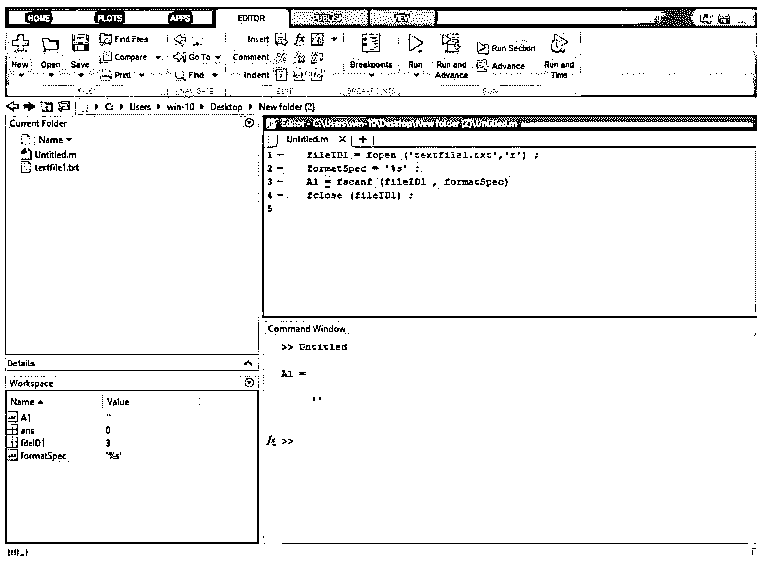 HOME PLOTS APPS EDITOR PUBLISH VIEW
New Open Save Find Files Compare Print Go To Find Insert fx Comment Indent Breakpoints Run Run and Advance Run Section Advance Run and Time
FILE NAVIGATE EDIT BREAKPOINTS RUN
C: Users win-10 Desktop New folder (2)
Current Folder
Name
Untitled.m
textfile1.txt
Details
Workspace
Name Value
A1 ''
ans 0
fileID1 3
formatSpec '%s'
Editor - C:\Users\win-10\Desktop\New folder (2)\Untitled.m
Untitled.m × +
1 - fileID1 = fopen ('textfile1.txt','r') ;
2 - formatSpec = '%s' ;
3 - A1 = fscanf (fileID1 , formatSpec)
4 - fclose (fileID1) ;
5
Command Window
>> Untitled
A1 =
''
fx >>